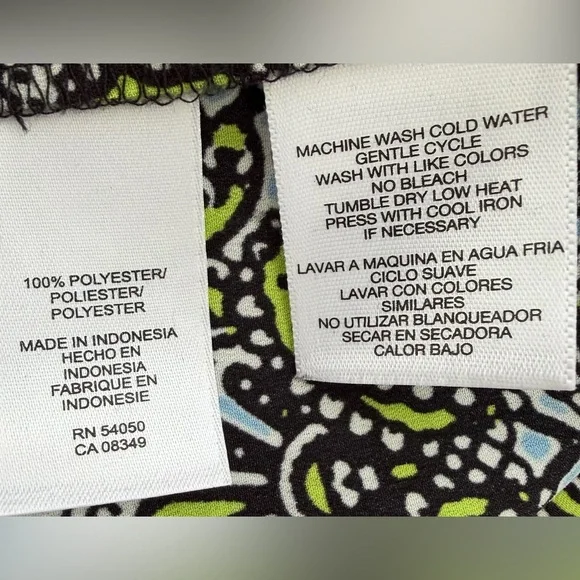 100% POLYESTER/
POLIESTER/
POLYESTER
MADE IN INDONESIA
HECHO EN
INDONESIA
FABRIQUE EN
INDONESIE
RN 54050
CA 08349
MACHINE WASH COLD WATER
GENTLE CYCLE
WASH WITH LIKE COLORS
NO BLEACH
TUMBLE DRY LOW HEAT
PRESS WITH COOL IRON
IF NECESSARY
LAVAR A MAQUINA EN AGUA FRIA
CICLO SUAVE
LAVAR CON COLORES
SIMILARES
NO UTILIZAR BLANQUEADOR
SECAR EN SECADORA
CALOR BAJO